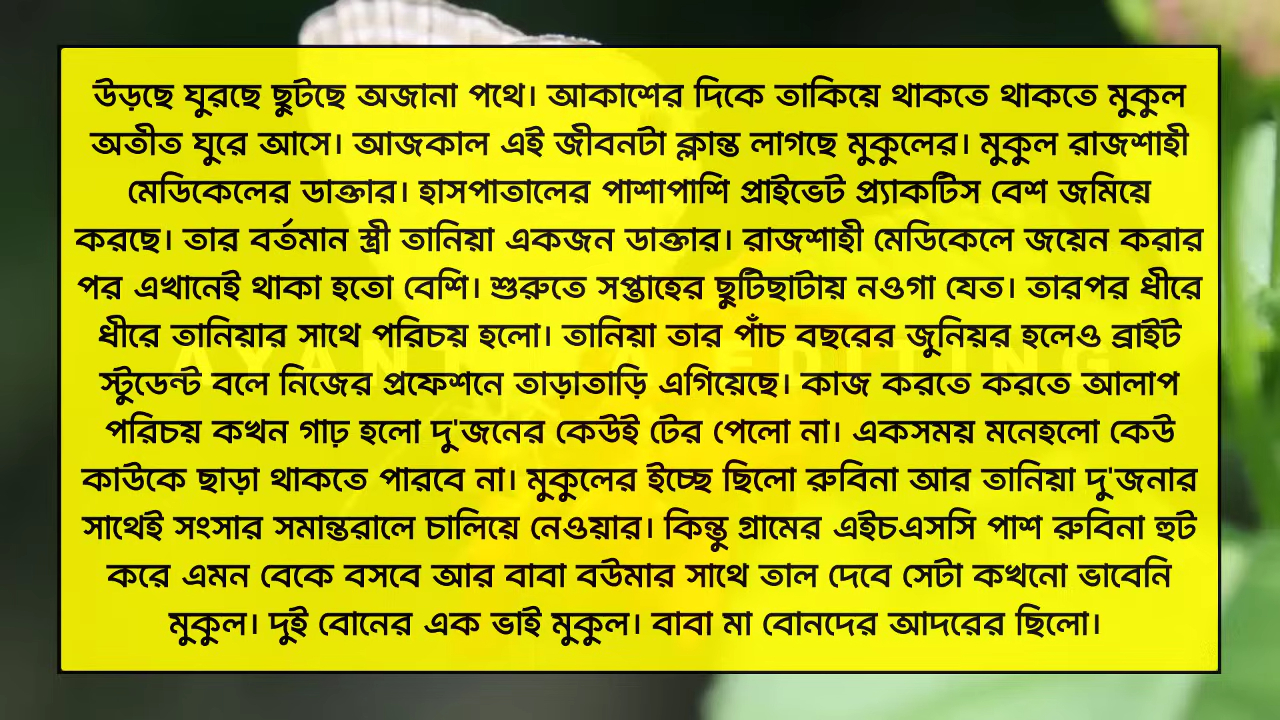 উড়ছে ঘুরছে ছুটছে অজানা পথে। আকাশের দিকে তাকিয়ে থাকতে থাকতে মুকুল
অতীত ঘুরে আসে। আজকাল এই জীবনটা ক্লান্ত লাগছে মুকুলের। মুকুল রাজশাহী
মেডিকেলের ডাক্তার। হাসপাতালের পাশাপাশি প্রাইভেট প্র্যাকটিস বেশ জমিয়ে
করছে। তার বর্তমান স্ত্রী তানিয়া একজন ডাক্তার। রাজশাহী মেডিকেলে জয়েন করার
পর এখানেই থাকা হতো বেশি। শুরুতে সপ্তাহের ছুটিছাটায় নওগা যেত। তারপর ধীরে
ধীরে তানিয়ার সাথে পরিচয় হলো। তানিয়া তার পাঁচ বছরের জুনিয়র হলেও ব্রাইট
স্টুডেন্ট বলে নিজের প্রফেশনে তাড়াতাড়ি এগিয়েছে। কাজ করতে করতে আলাপ
পরিচয় কখন গাঢ় হলো দু'জনের কেউই টের পেলো না। একসময় মনেহলো কেউ
কাউকে ছাড়া থাকতে পারবে না। মুকুলের ইচ্ছে ছিলো রুবিনা আর তানিয়া দু'জনার
সাথেই সংসার সমান্তরালে চালিয়ে নেওয়ার। কিন্তু গ্রামের এইচএসসি পাশ রুবিনা হুট
করে এমন বেকে বসবে আর বাবা বউমার সাথে তাল দেবে সেটা কখনো ভাবেনি
মুকুল। দুই বোনের এক ভাই মুকুল। বাবা মা বোনদের আদরের ছিলো।